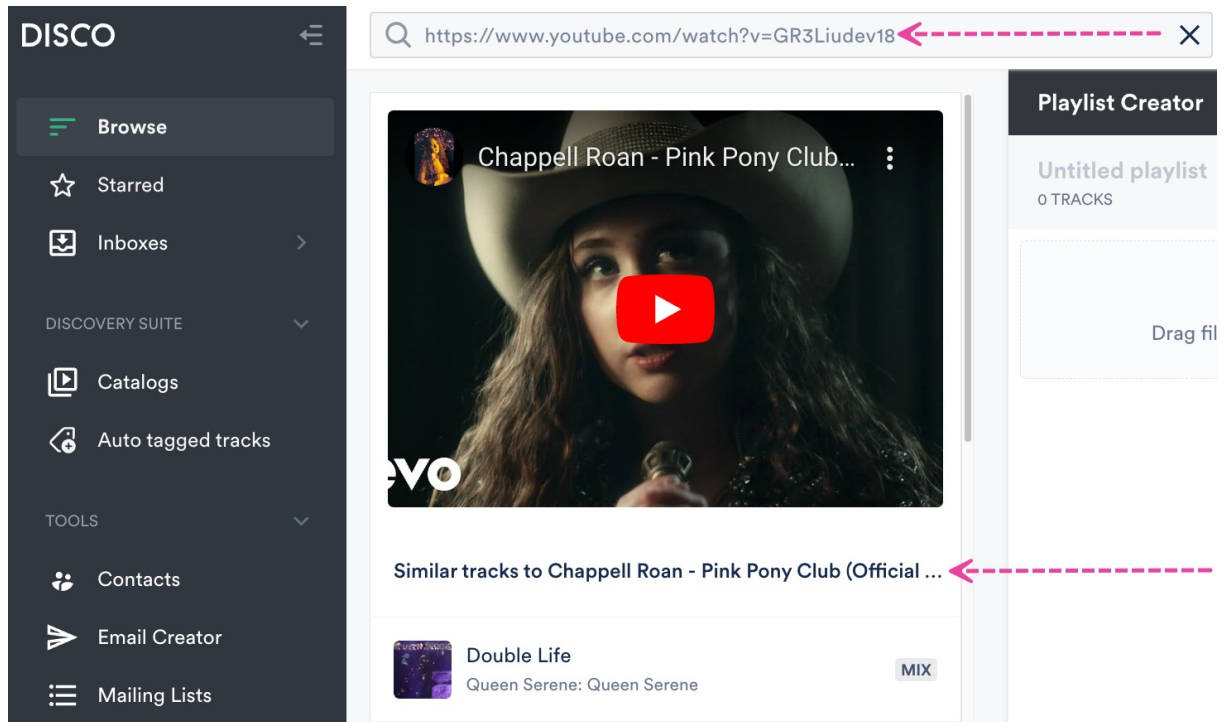 DISCO
https://www.youtube.com/watch?v=GR3Liudev18
Browse
Starred
Inboxes
DISCOVERY SUITE
Catalogs
Auto tagged tracks
TOOLS
Contacts
Email Creator
Mailing Lists
Chappell Roan - Pink Pony Club...
evo
Similar tracks to Chappell Roan - Pink Pony Club (Official ...
Double Life
Queen Serene: Queen Serene
MIX
Playlist Creator
Untitled playlist
0 TRACKS
Drag fil